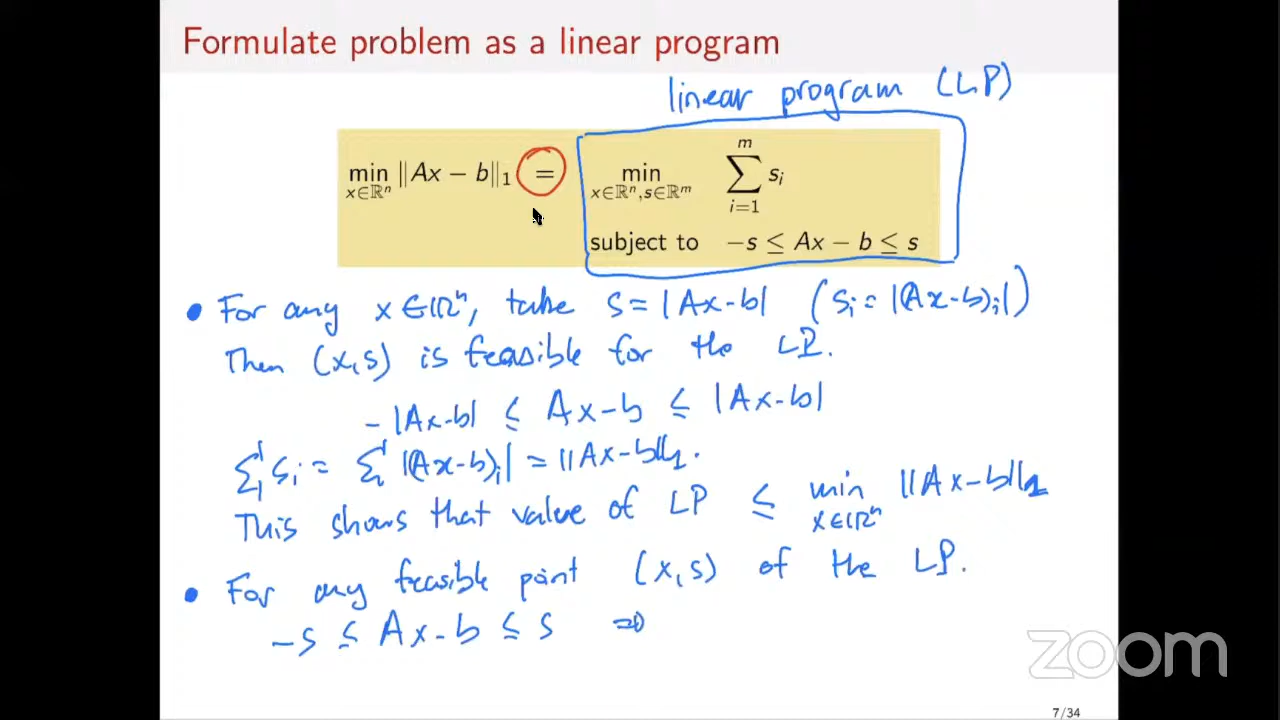 Formulate problem as a linear program
linear program (LP)
min x∈ℝⁿ ‖Ax − b‖₁ = min x∈ℝⁿ,s∈ℝᵐ ∑ᵢ₌₁ᵐ sᵢ
subject to −s ≤ Ax − b ≤ s
• For any x ∈ ℝⁿ, take s = |Ax-b| (sᵢ = |(Ax-b)ᵢ|)
Then (x,s) is feasible for the LP.
-|Ax-b| ≤ Ax-b ≤ |Ax-b|
∑ᵢ sᵢ = ∑ᵢ |(Ax-b)ᵢ| = ‖Ax-b‖₁.
This shows that value of LP ≤ min x∈ℝⁿ ‖Ax-b‖₁
• For any feasible point (x,s) of the LP.
-s ≤ Ax-b ≤ s ⇒
zoom
7/34